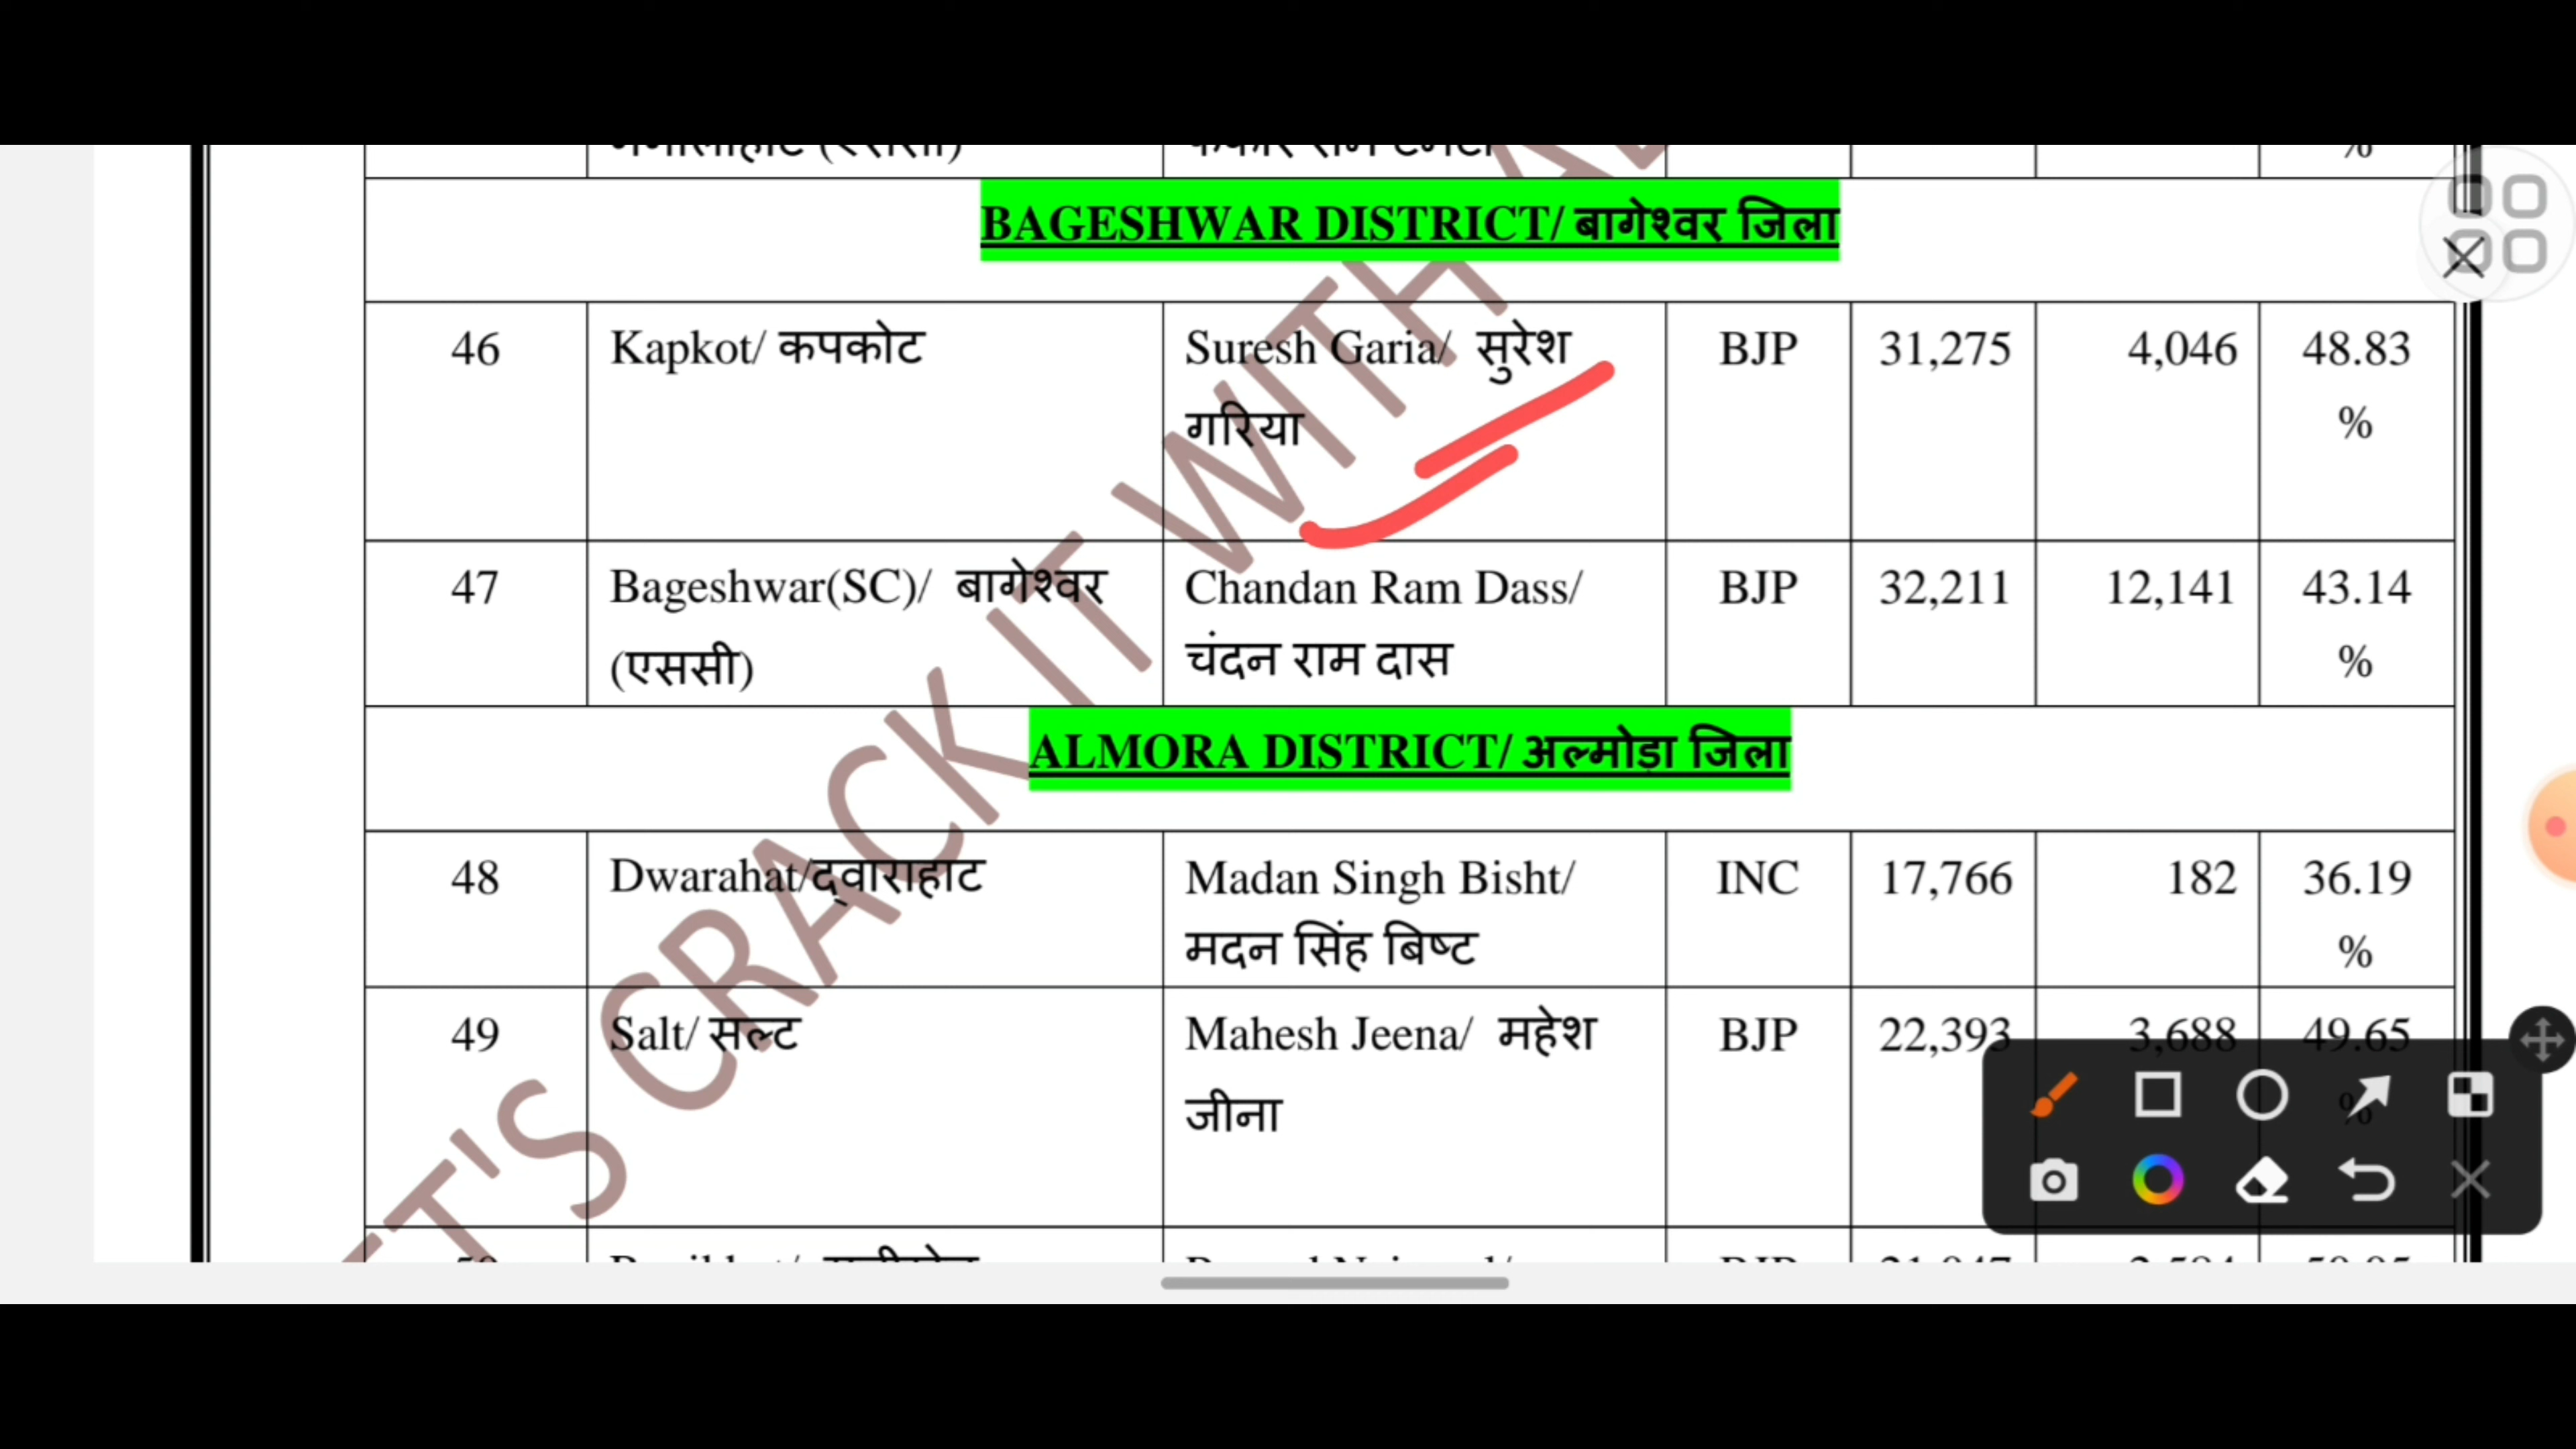 BAGESHWAR DISTRICT/ बागेश्वर जिला
46 Kapkot/ कपकोट Suresh Garia/ सुरेश BJP 31,275 4,046 48.83
गरिया %
47 Bageshwar(SC)/ बागेश्वर Chandan Ram Dass/ BJP 32,211 12,141 43.14
(एससी) चंदन राम दास %
ALMORA DISTRICT/ अल्मोड़ा जिला
48 Dwarahat/द्वाराहाट Madan Singh Bisht/ INC 17,766 182 36.19
मदन सिंह बिष्ट %
49 Salt/ सल्ट Mahesh Jeena/ महेश BJP 22,393 3,688 49.65
जीना %
T'S CRACK IT WITH